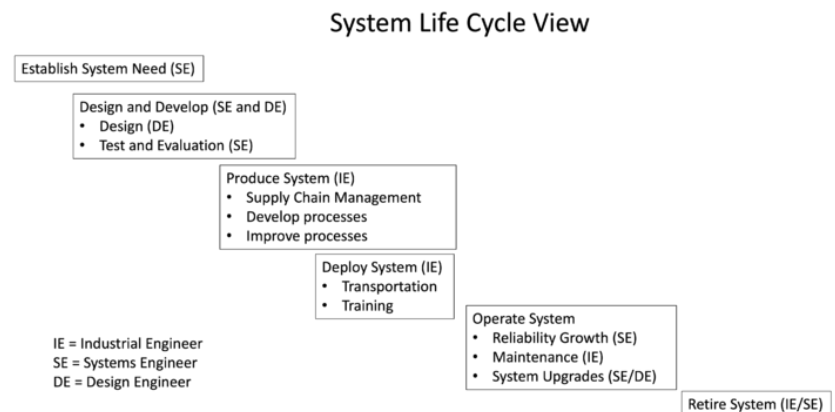 System Life Cycle View
Establish System Need (SE)
Design and Develop (SE and DE)
• Design (DE)
• Test and Evaluation (SE)
Produce System (IE)
• Supply Chain Management
• Develop processes
• Improve processes
Deploy System (IE)
• Transportation
• Training
Operate System
• Reliability Growth (SE)
• Maintenance (IE)
• System Upgrades (SE/DE)
IE = Industrial Engineer
SE = Systems Engineer
DE = Design Engineer
Retire System (IE/SE)